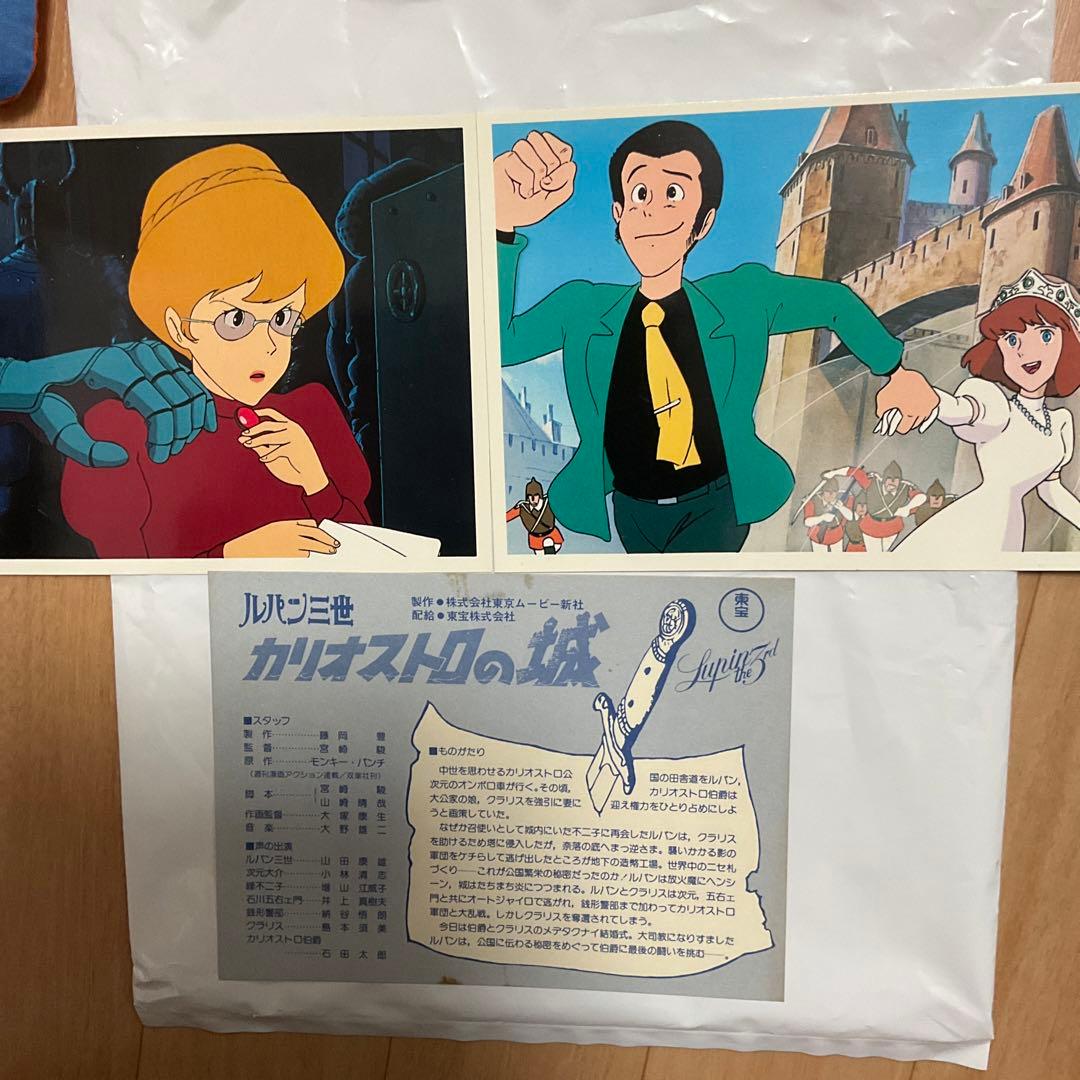 ルパン三世
カリオストロの城
製作●株式会社東京ムービー新社
配給●東宝株式会社
東宝
Lupin the 3rd
■スタッフ
製作…………藤岡 豊
監督…………宮崎 駿
原作………モンキー・パンチ
(週刊漫画アクション連載/双葉社刊)
脚本………宮崎 駿
山崎晴哉
作画監督………大塚康生
音楽…………大野雄二
■声の出演
ルパン三世………山田康雄
次元大介…………小林清志
峰不二子…………増山江威子
石川五右ェ門……井上真樹夫
銭形警部…………納谷悟朗
クラリス…………島本須美
カリオストロ伯爵
…………石田太郎
■ものがたり
中世を思わせるカリオストロ公国の田舎道をルパン,
次元のオンボロ車が行く。その頃,カリオストロ伯爵は
大公家の娘,クラリスを強引に妻に迎え権力をひとり占めにしよ
うと画策していた。
なぜか召使いとして城内にいた不二子に再会したルパンは,クラリス
を助けるため塔に侵入したが,奈落の底へまっ逆さま。襲いかかる影の
軍団をケチらして逃げ出したところが地下の造幣工場。世界中のニセ札
づくり——これが公国繁栄の秘密だったのか!ルパンは放火魔にヘンシ
ーン,城はたちまち炎につつまれる。ルパンとクラリスは次元,五右ェ
門と共にオートジャイロで逃がれ,銭形警部まで加わってカリオストロ
軍団と大乱戦。しかしクラリスを奪還されてしまう。
今日は伯爵とクラリスのメデタクナイ結婚式。大司教になりすました
ルパンは,公国に伝わる秘密をめぐって伯爵に最後の闘いを挑む——。